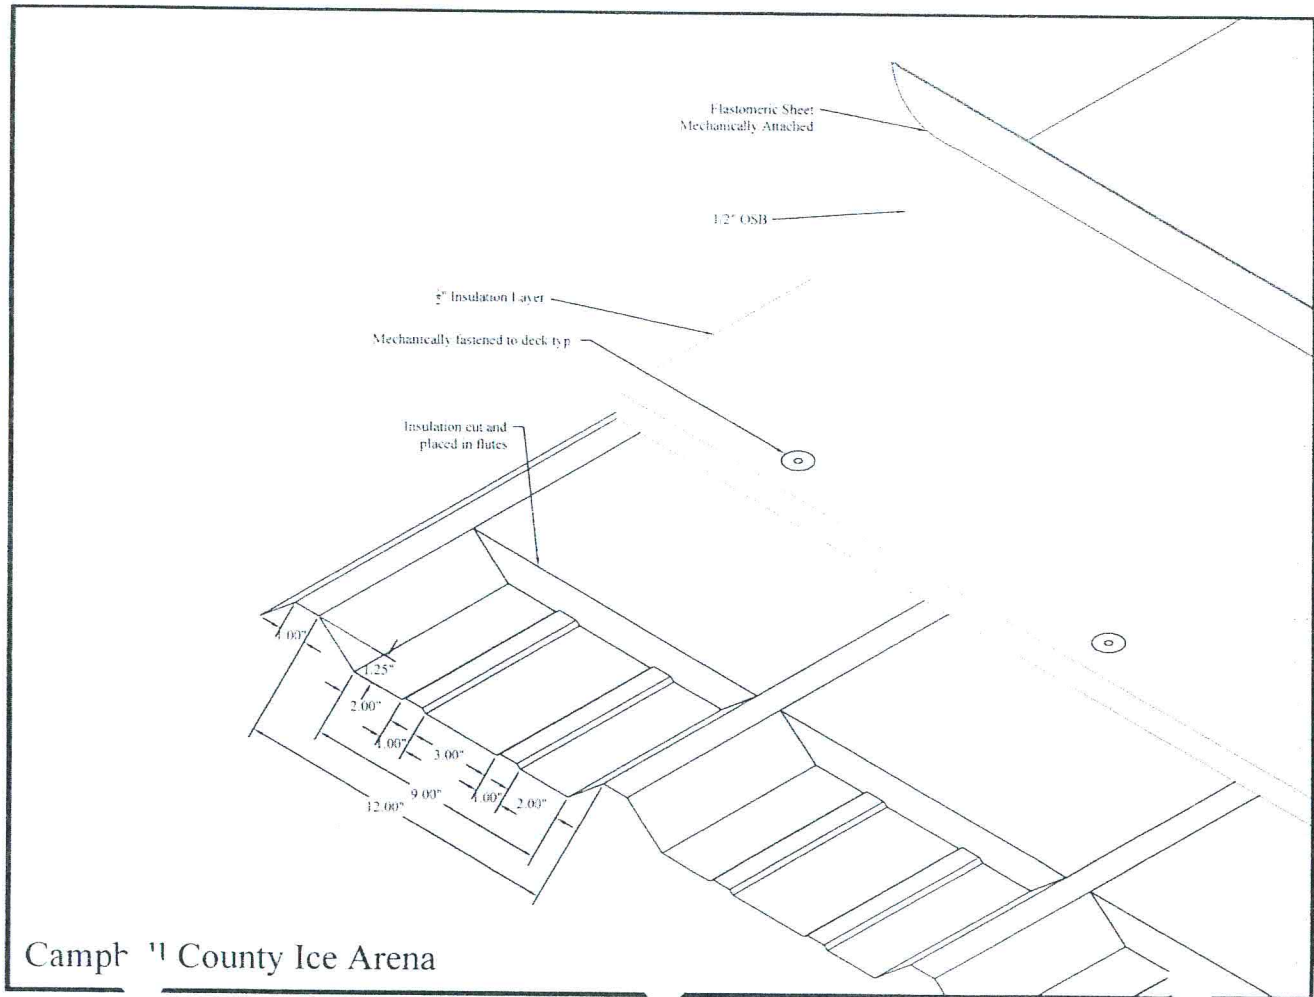 Elastomeric Sheet
Mechanically Attached
1/2" OSB
" Insulation Layer
Mechanically fastened to deck typ
Insulation cut and
placed in flutes
1.00"
1.25"
2.00"
1.00"
3.00"
1.00"
2.00"
9.00"
12.00"
County Ice Arena